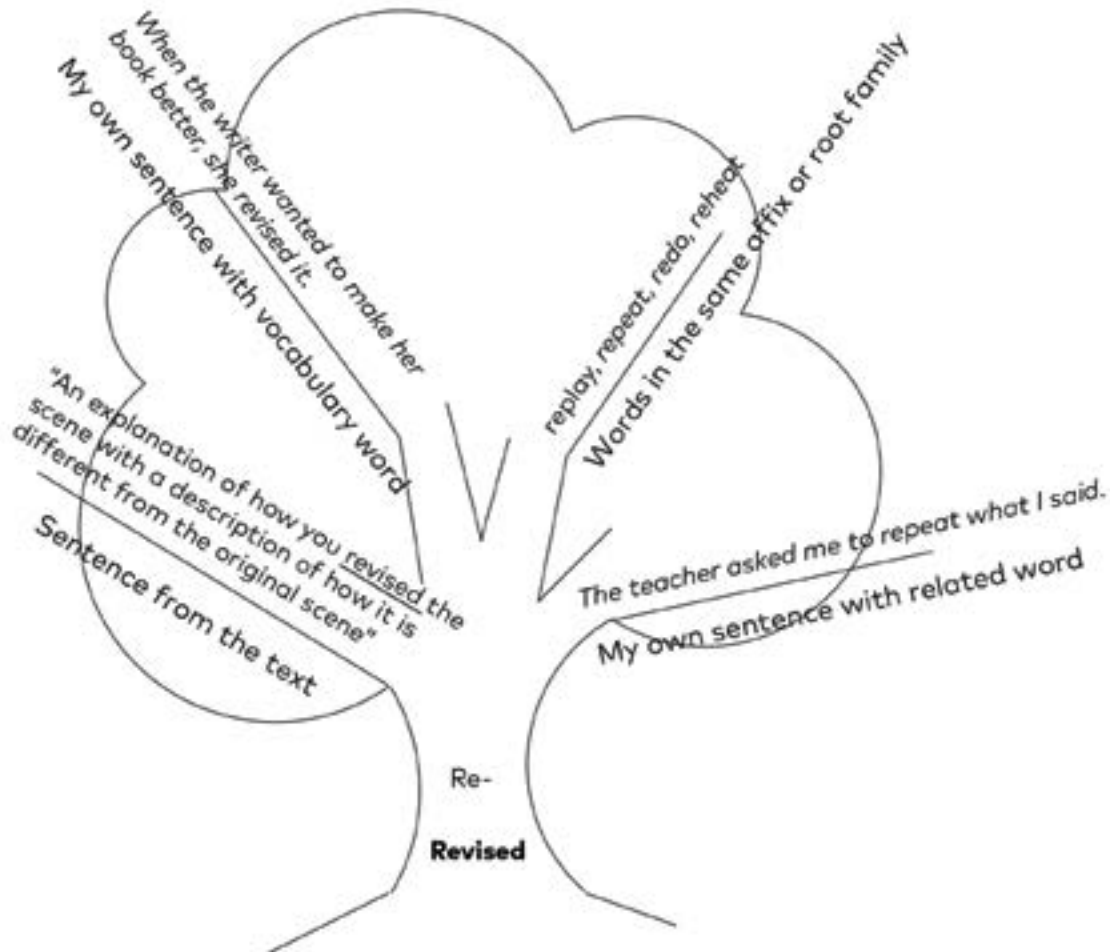 When the writer wanted to make her
book better, she revised it.
My own sentence with vocabulary word
replay, repeat, redo, reheat
Words in the same affix or root family
"An explanation of how you revised the
scene with a description of how it is
different from the original scene"
Sentence from the text
The teacher asked me to repeat what I said.
My own sentence with related word
Re-
Revised